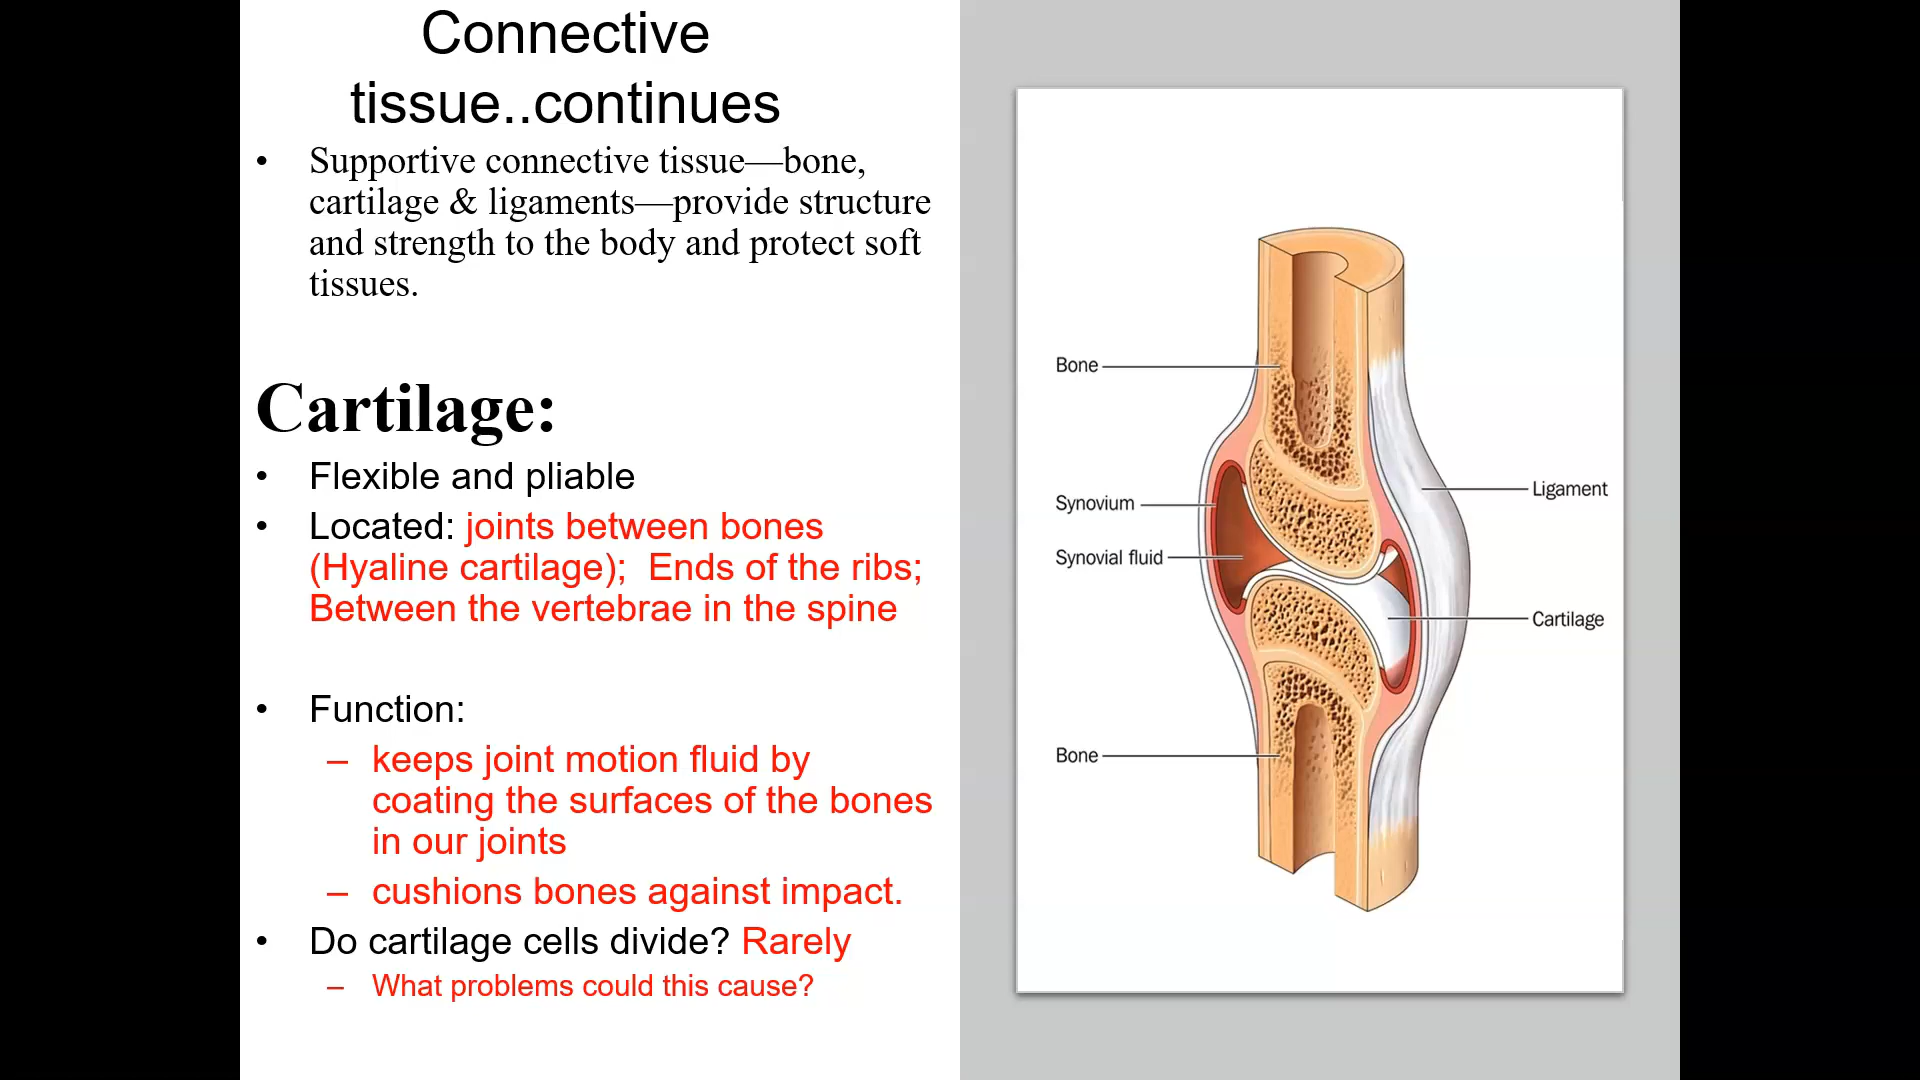 Connective
tissue..continues
• Supportive connective tissue—bone,
cartilage & ligaments—provide structure
and strength to the body and protect soft
tissues.
Cartilage:
• Flexible and pliable
• Located: joints between bones
(Hyaline cartilage);  Ends of the ribs;
Between the vertebrae in the spine
• Function:
– keeps joint motion fluid by
coating the surfaces of the bones
in our joints
– cushions bones against impact.
• Do cartilage cells divide? Rarely
– What problems could this cause?
Bone
Ligament
Synovium
Synovial fluid
Cartilage
Bone